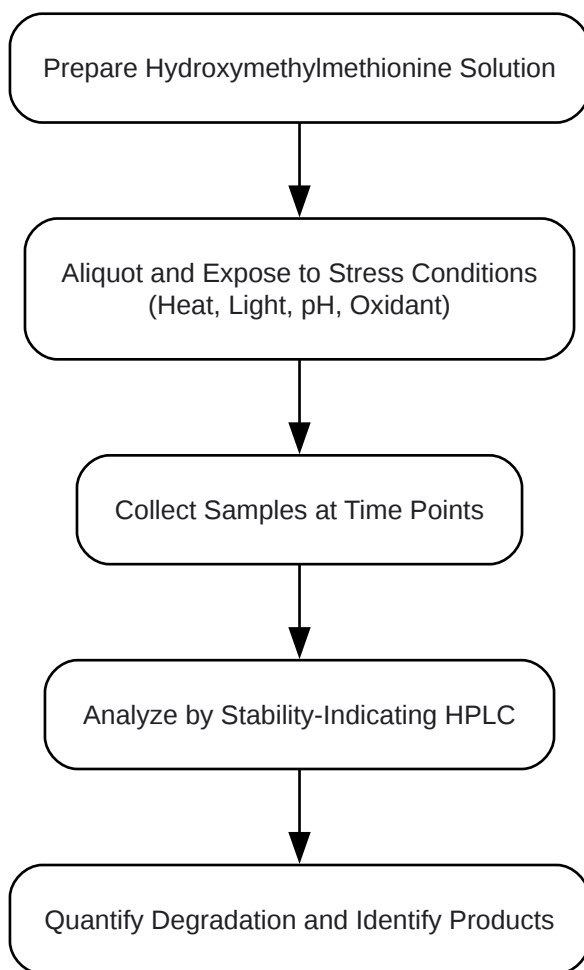 Prepare Hydroxymethylmethionine Solution
Aliquot and Expose to Stress Conditions
(Heat, Light, pH, Oxidant)
Collect Samples at Time Points
Analyze by Stability-Indicating HPLC
Quantify Degradation and Identify Products